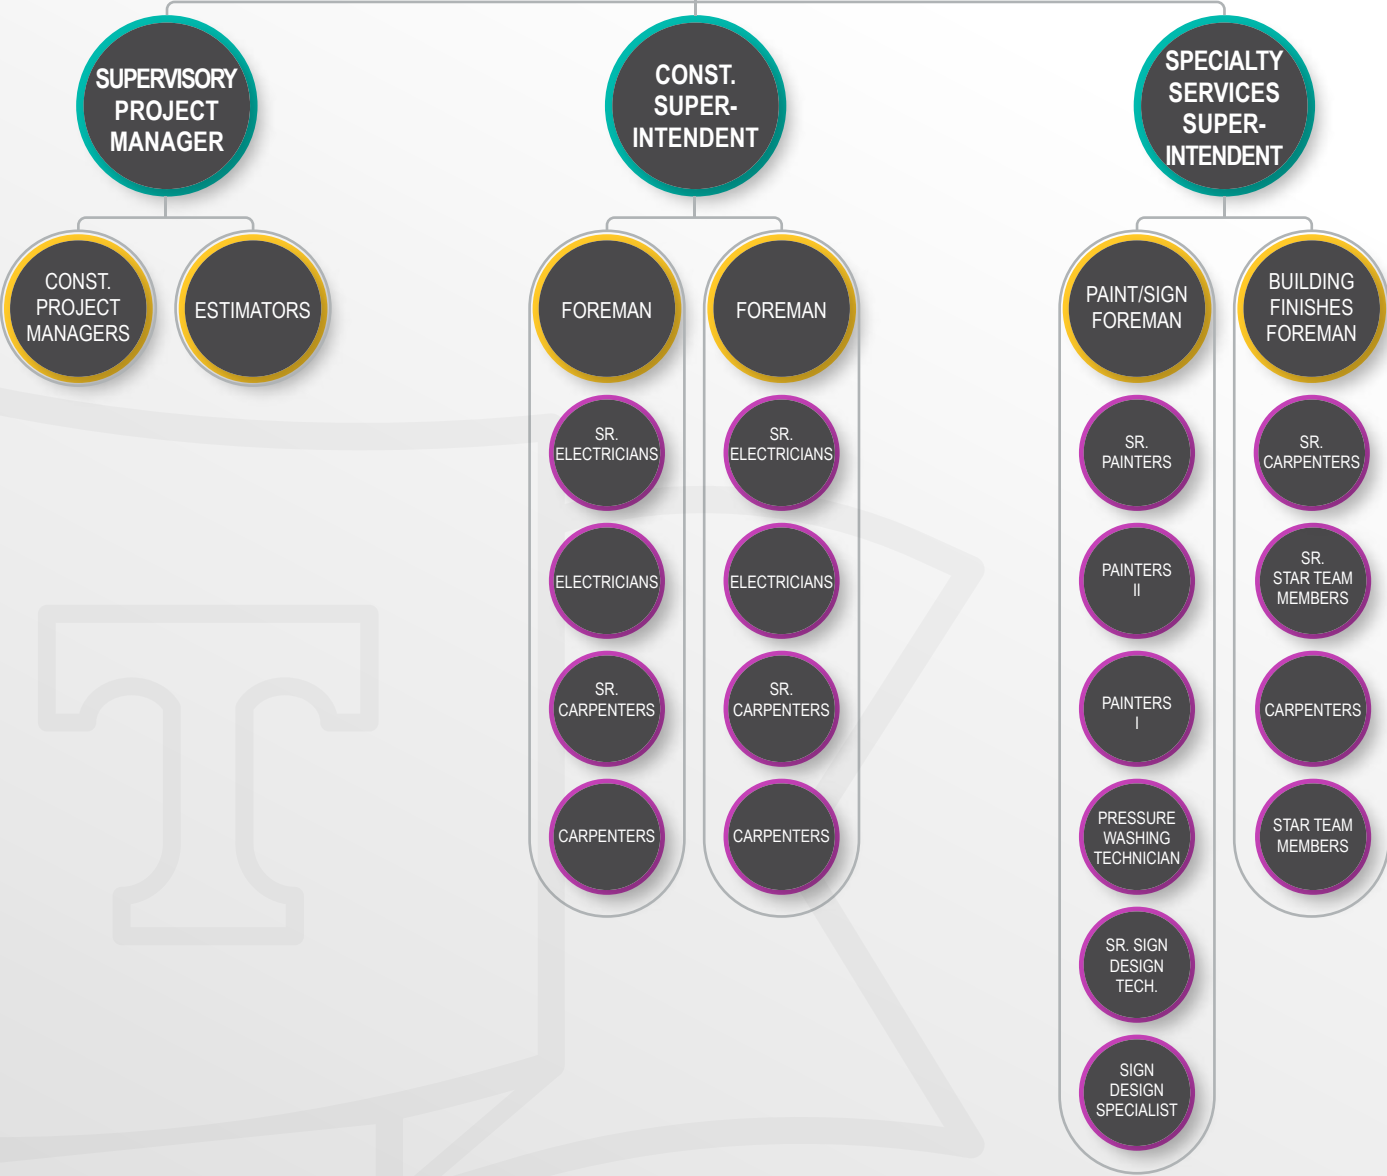 SUPERVISORY
PROJECT
MANAGER
CONST.
SUPER-
INTENDENT
SPECIALTY
SERVICES
SUPER-
INTENDENT
CONST.
PROJECT
MANAGERS
ESTIMATORS
FOREMAN
SR.
ELECTRICIANS
ELECTRICIANS
SR.
CARPENTERS
CARPENTERS
FOREMAN
SR.
ELECTRICIANS
ELECTRICIANS
SR.
CARPENTERS
CARPENTERS
PAINT/SIGN
FOREMAN
SR.
PAINTERS
PAINTERS
II
PAINTERS
I
PRESSURE
WASHING
TECHNICIAN
SR. SIGN
DESIGN
TECH.
SIGN
DESIGN
SPECIALIST
BUILDING
FINISHES
FOREMAN
SR.
CARPENTERS
SR.
STAR TEAM
MEMBERS
CARPENTERS
STAR TEAM
MEMBERS
T